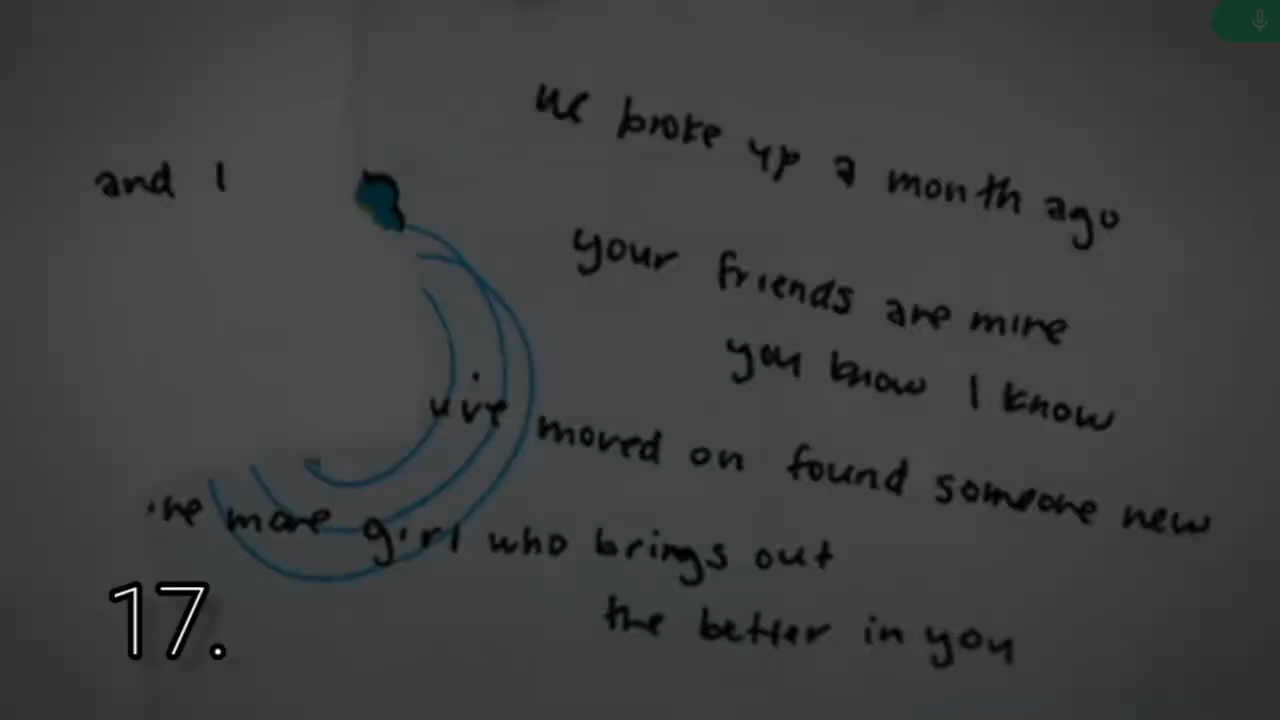 we broke up a month ago
and I
your friends are mine
you know I know
u've moved on found someone new
one more girl who brings out
the better in you
17.